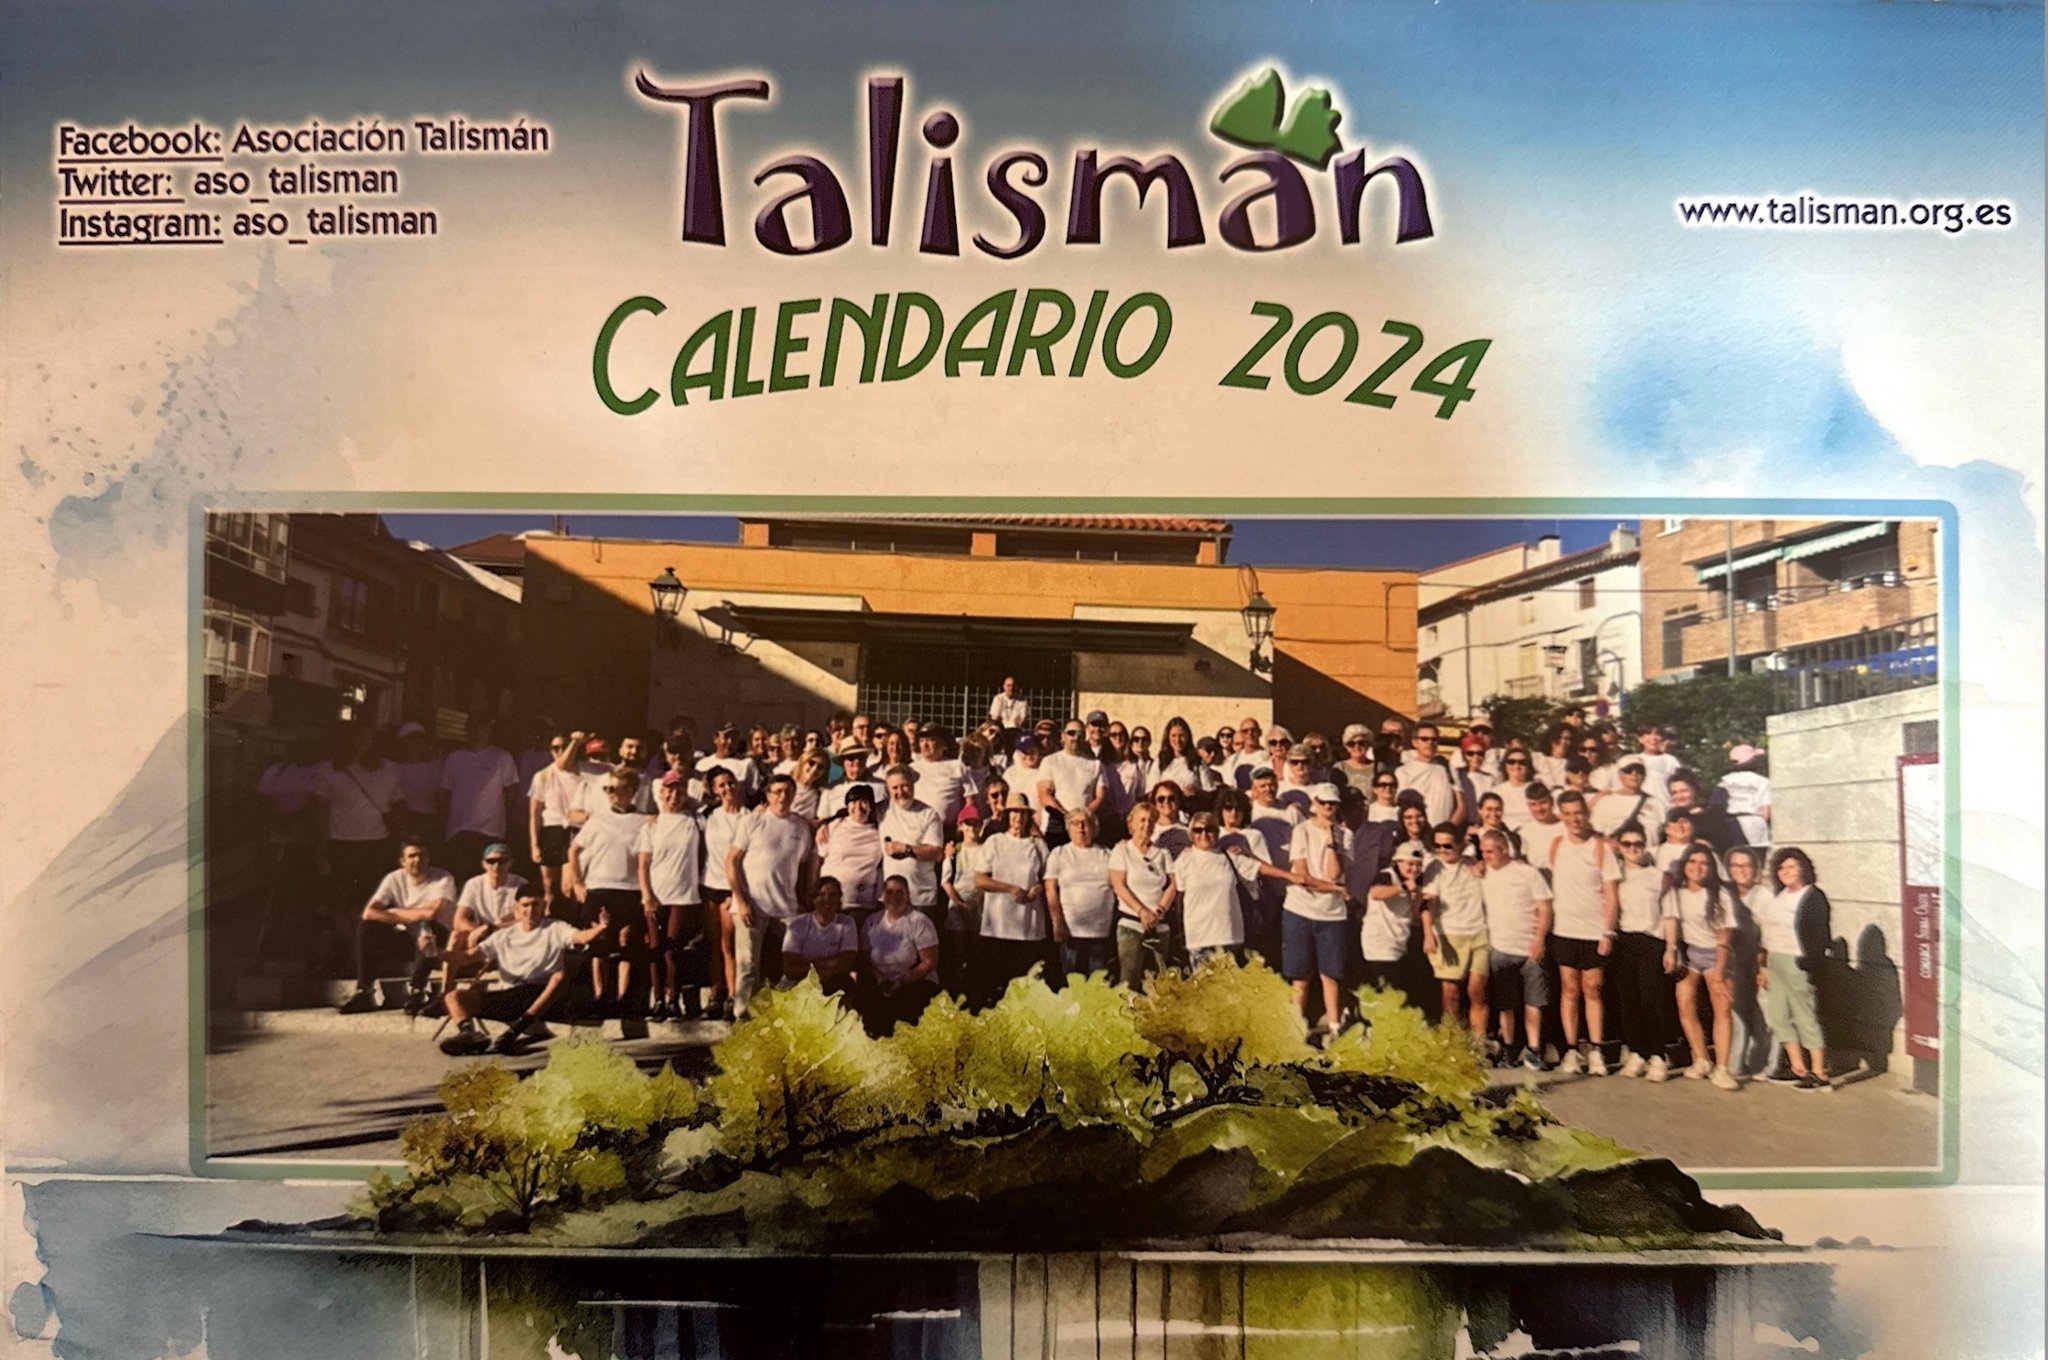 Facebook: Asociación Talismán
Twitter: aso_talisman
Instagram: aso_talisman
Talismán
www.talisman.org.es
CALENDARIO 2024